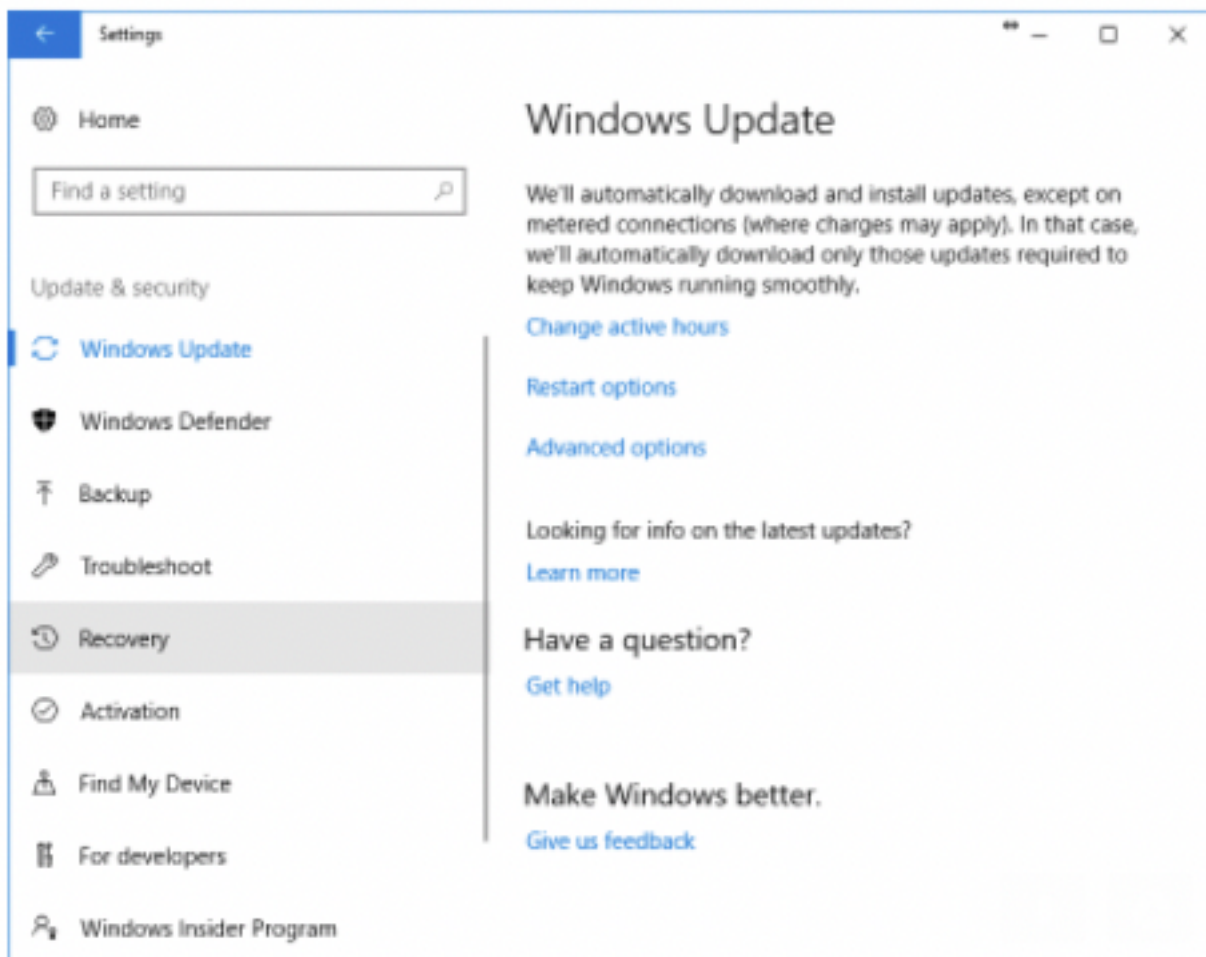 Settings
Home
Find a setting
Update & security
Windows Update
Windows Defender
Backup
Troubleshoot
Recovery
Activation
Find My Device
For developers
Windows Insider Program
Windows Update
We'll automatically download and install updates, except on
metered connections (where charges may apply). In that case,
we'll automatically download only those updates required to
keep Windows running smoothly.
Change active hours
Restart options
Advanced options
Looking for info on the latest updates?
Learn more
Have a question?
Get help
Make Windows better.
Give us feedback